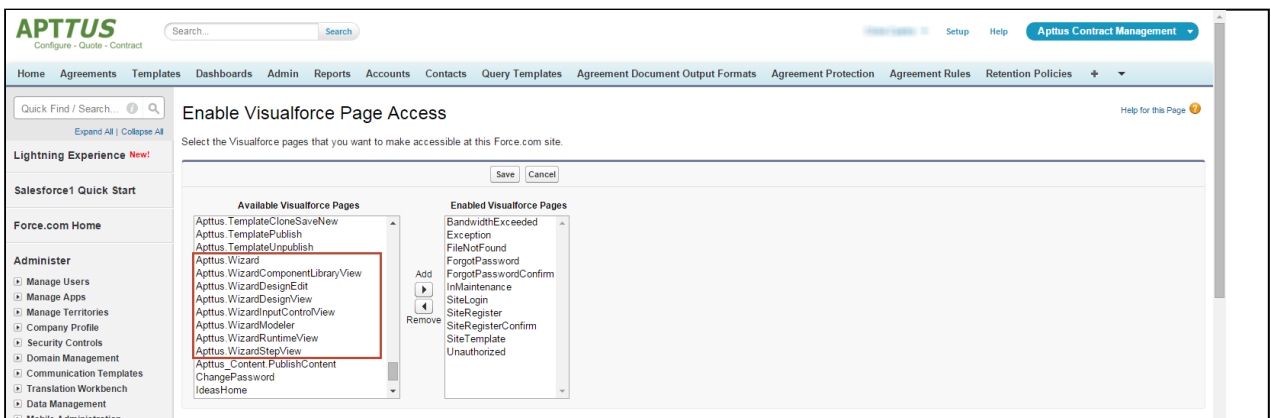 APTTUS
Configure - Quote - Contract
Search...
Search
Setup
Help
Apttus Contract Management
Home Agreements Templates Dashboards Admin Reports Accounts Contacts Query Templates Agreement Document Output Formats Agreement Protection Agreement Rules Retention Policies +
Quick Find / Search...
Expand All | Collapse All
Lightning Experience New!
Salesforce1 Quick Start
Force.com Home
Administer
Manage Users
Manage Apps
Manage Territories
Company Profile
Security Controls
Domain Management
Communication Templates
Translation Workbench
Data Management
Mobile Administration
Enable Visualforce Page Access
Help for this Page
Select the Visualforce pages that you want to make accessible at this Force.com site.
Save Cancel
Available Visualforce Pages
Apttus.TemplateCloneSaveNew
Apttus.TemplatePublish
Apttus.TemplateUnpublish
Apttus.Wizard
Apttus.WizardComponentLibraryView
Apttus.WizardDesignEdit
Apttus.WizardDesignView
Apttus.WizardInputControlView
Apttus.WizardModeler
Apttus.WizardRuntimeView
Apttus.WizardStepView
Apttus_Content.PublishContent
ChangePassword
IdeasHome
Add
Remove
Enabled Visualforce Pages
BandwidthExceeded
Exception
FileNotFound
ForgotPassword
ForgotPasswordConfirm
InMaintenance
SiteLogin
SiteRegister
SiteRegisterConfirm
SiteTemplate
Unauthorized